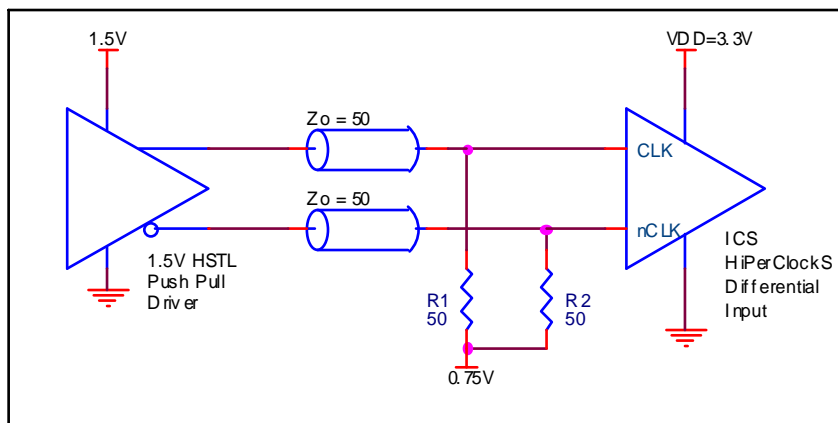 1.5V
VDD=3.3V
Zo = 50
CLK
Zo = 50
nCLK
1.5V HSTL
Push Pull
Driver
ICS
HiPerClockS
Differential
Input
R1
50
R2
50
0.75V